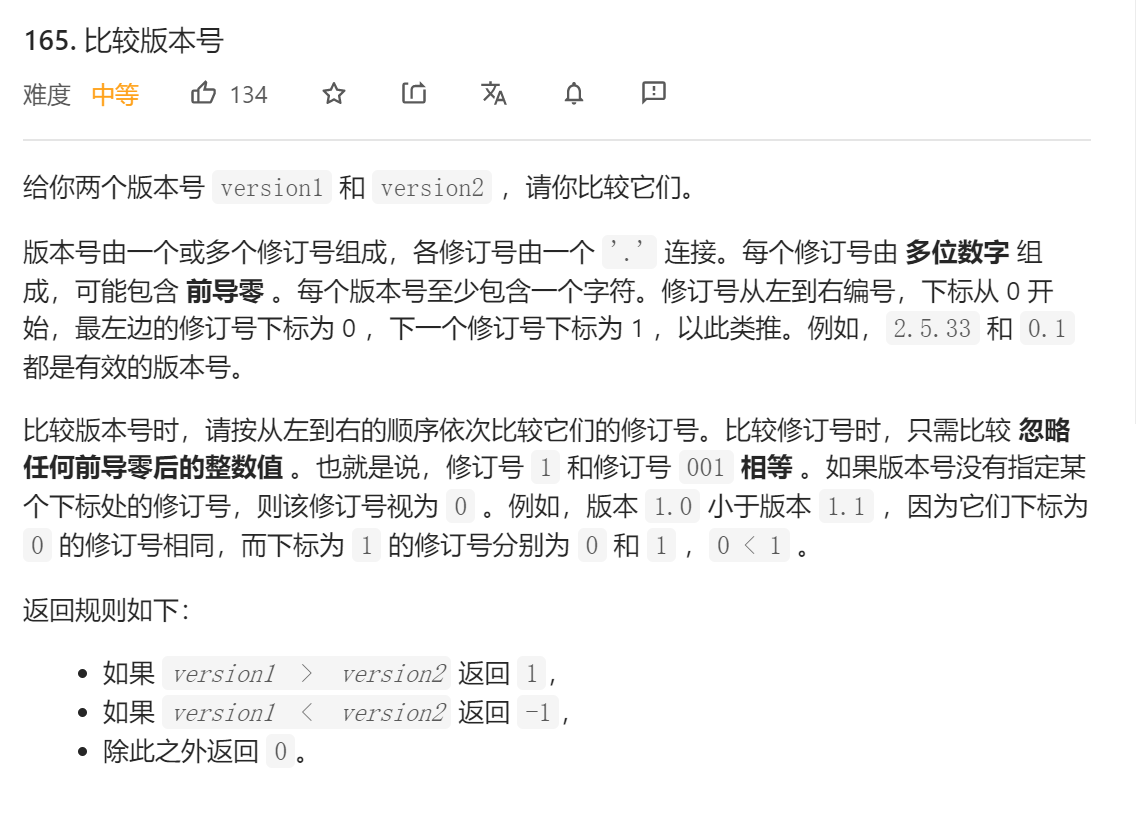 165. 比较版本号
难度 中等 134
给你两个版本号 version1 和 version2 ，请你比较它们。
版本号由一个或多个修订号组成，各修订号由一个 '.' 连接。每个修订号由 多位数字 组
成，可能包含 前导零 。每个版本号至少包含一个字符。修订号从左到右编号，下标从 0 开
始，最左边的修订号下标为 0 ，下一个修订号下标为 1 ，以此类推。例如，2.5.33 和 0.1
都是有效的版本号。
比较版本号时，请按从左到右的顺序依次比较它们的修订号。比较修订号时，只需比较 忽略
任何前导零后的整数值 。也就是说，修订号 1 和修订号 001 相等 。如果版本号没有指定某
个下标处的修订号，则该修订号视为 0 。例如，版本 1.0 小于版本 1.1 ，因为它们下标为
0 的修订号相同，而下标为 1 的修订号分别为 0 和 1 ，0 < 1 。
返回规则如下：
• 如果 version1 > version2 返回 1，
• 如果 version1 < version2 返回 -1，
• 除此之外返回 0。